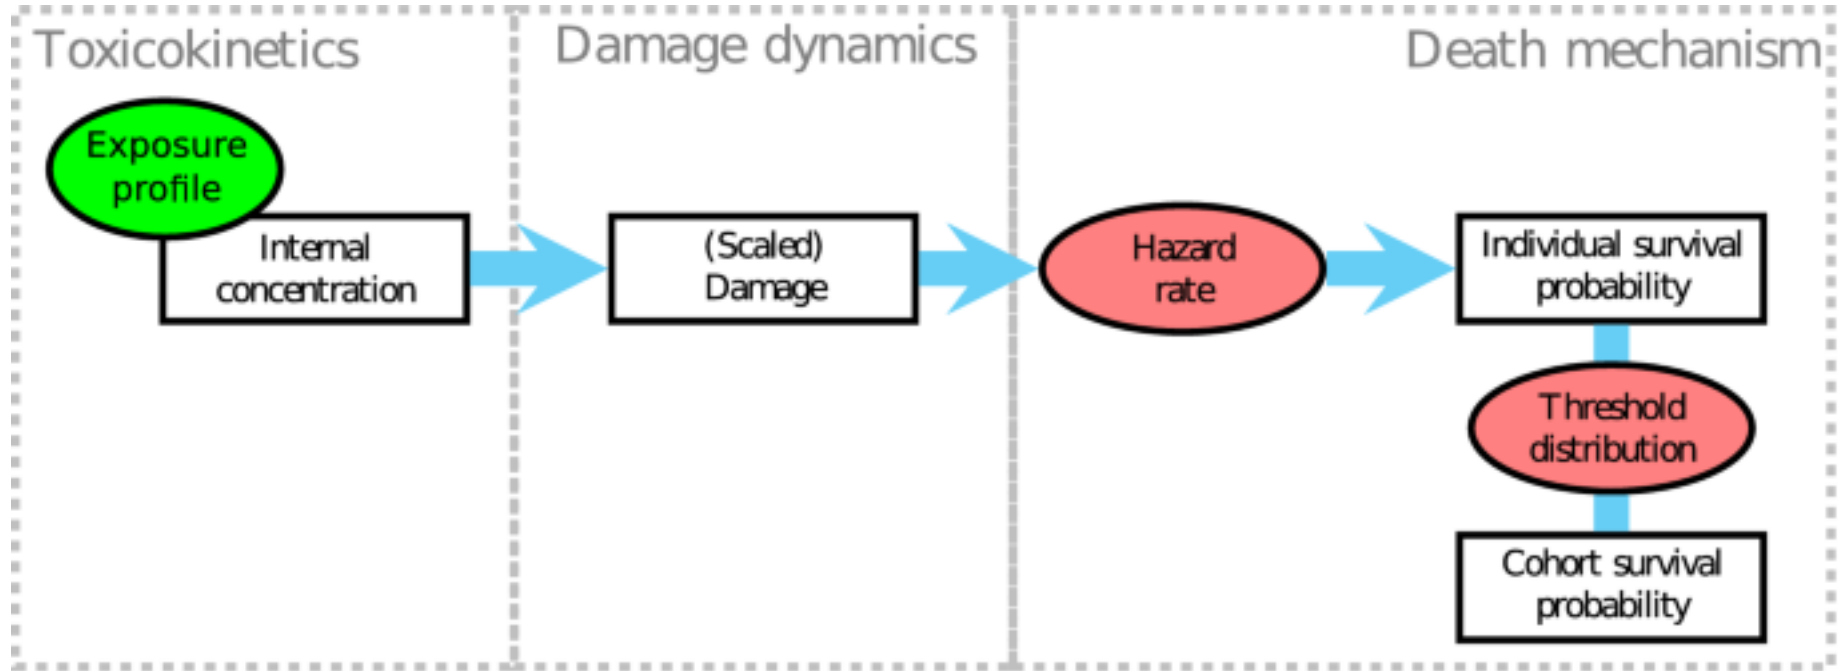 Toxicokinetics
Damage dynamics
Death mechanism
Exposure
profile
Internal
concentration
(Scaled)
Damage
Hazard
rate
Individual survival
probability
Threshold
distribution
Cohort survival
probability